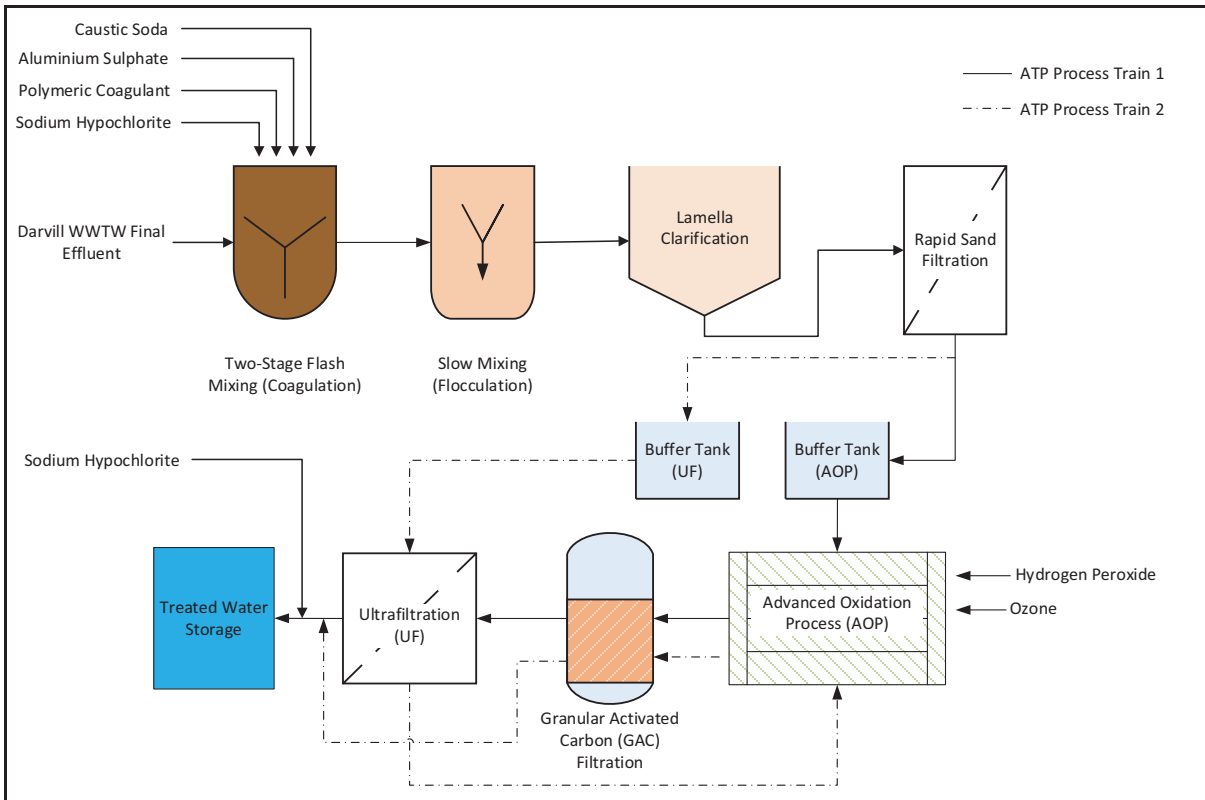 Caustic Soda
Aluminium Sulphate
Polymeric Coagulant
Sodium Hypochlorite
ATP Process Train 1
ATP Process Train 2
Darvill WWTW Final
Effluent
Lamella
Clarification
Rapid Sand
Filtration
Two-Stage Flash
Mixing (Coagulation)
Slow Mixing
(Flocculation)
Buffer Tank
(UF)
Buffer Tank
(AOP)
Sodium Hypochlorite
Treated Water
Storage
Ultrafiltration
(UF)
Advanced Oxidation
Process (AOP)
Hydrogen Peroxide
Ozone
Granular Activated
Carbon (GAC)
Filtration